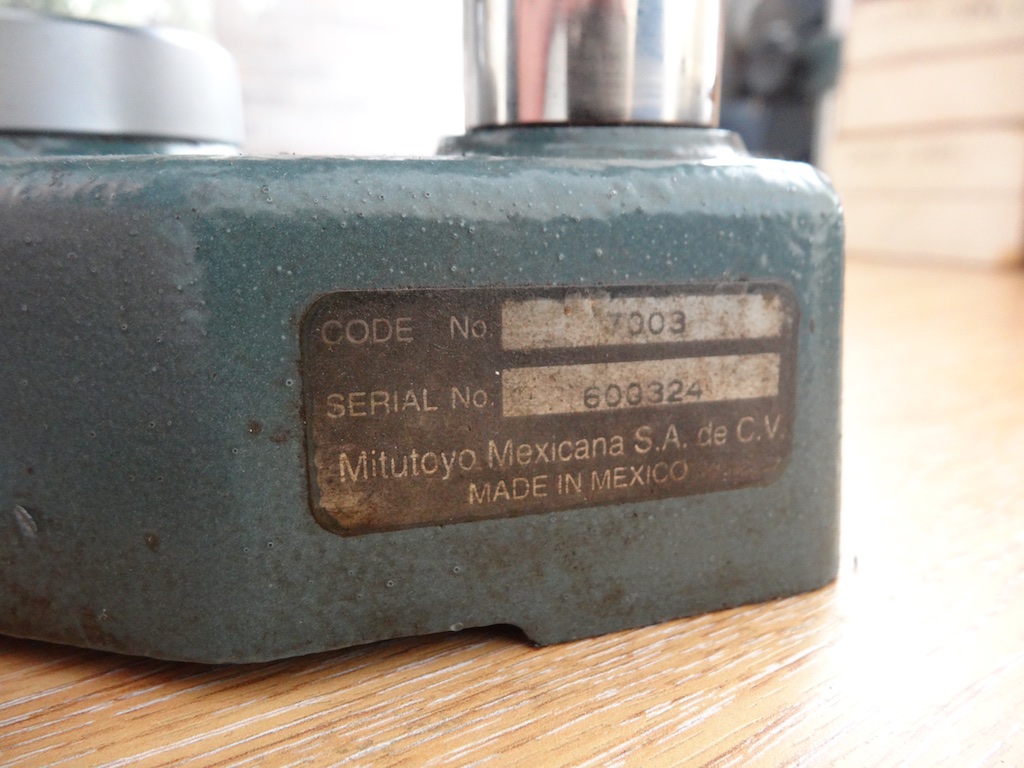 CODE No. 7003
SERIAL No. 600324
Mitutoyo Mexicana S.A. de C.V.
MADE IN MEXICO